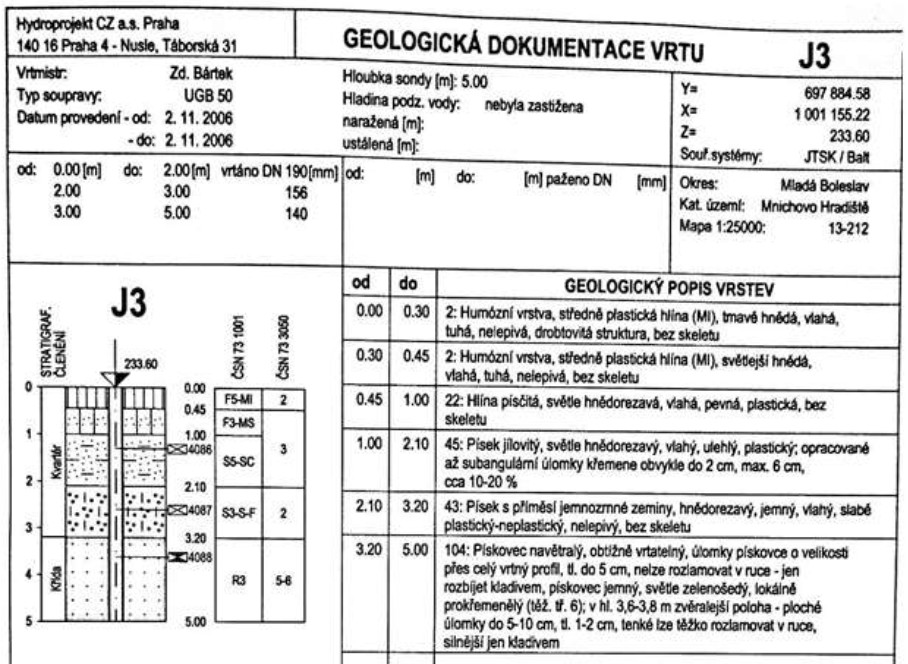 Hydroprojekt CZ a.s. Praha
140 16 Praha 4 - Nusle, Táborská 31
GEOLOGICKÁ DOKUMENTACE VRTU J3
Vrtmistr: Zd. Bártek
Typ soupravy: UGB 50
Datum provedení - od: 2. 11. 2006
- do: 2. 11. 2006
Hloubka sondy [m]: 5.00
Hladina podz. vody: nebyla zastižena
naražená [m]:
ustálená [m]:
Y= 697 884.58
X= 1 001 155.22
Z= 233.60
Souř.systémy: JTSK / Balt
od: 0.00 [m] do: 2.00 [m] vrtáno DN 190 [mm]
2.00 3.00 156
3.00 5.00 140
od: [m] do: [m] paženo DN [mm]
Okres: Mladá Boleslav
Kat. území: Mnichovo Hradiště
Mapa 1:25000: 13-212
J3
STRATIGRAF.
ČLENĚNÍ
233.60
ČSN 73 1001
ČSN 73 3050
0
1
2
3
4
5
Kvartér
Křída
0.00
0.45
1.00
4086
2.10
4087
3.20
4088
5.00
F5-MI 2
F3-MS
S5-SC 3
S3-S-F 2
R3 5-6
od do GEOLOGICKÝ POPIS VRSTEV
0.00 0.30 2: Humózní vrstva, středně plastická hlína (MI), tmavě hnědá, vlahá,
tuhá, nelepivá, drobtovitá struktura, bez skeletu
0.30 0.45 2: Humózní vrstva, středně plastická hlína (MI), světlejší hnědá,
vlahá, tuhá, nelepivá, bez skeletu
0.45 1.00 22: Hlína písčitá, světle hnědorezavá, vlahá, pevná, plastická, bez
skeletu
1.00 2.10 45: Písek jílovitý, světle hnědorezavý, vlahý, ulehlý, plastický; opracované
až subangulární úlomky křemene obvykle do 2 cm, max. 6 cm,
cca 10-20 %
2.10 3.20 43: Písek s příměsí jemnozrnné zeminy, hnědorezavý, jemný, vlahý, slabě
plastický-neplastický, nelepivý, bez skeletu
3.20 5.00 104: Pískovec navětralý, obtížně vrtatelný, úlomky pískovce o velikosti
přes celý vrtný profil, tl. do 5 cm, nelze rozlamovat v ruce - jen
rozbíjet kladivem, pískovec jemný, světle zelenošedý, lokálně
prokřemenělý (těž. tř. 6); v hl. 3,6-3,8 m zvěralejší poloha - ploché
úlomky do 5-10 cm, tl. 1-2 cm, tenké lze těžko rozlamovat v ruce,
silnější jen kladivem